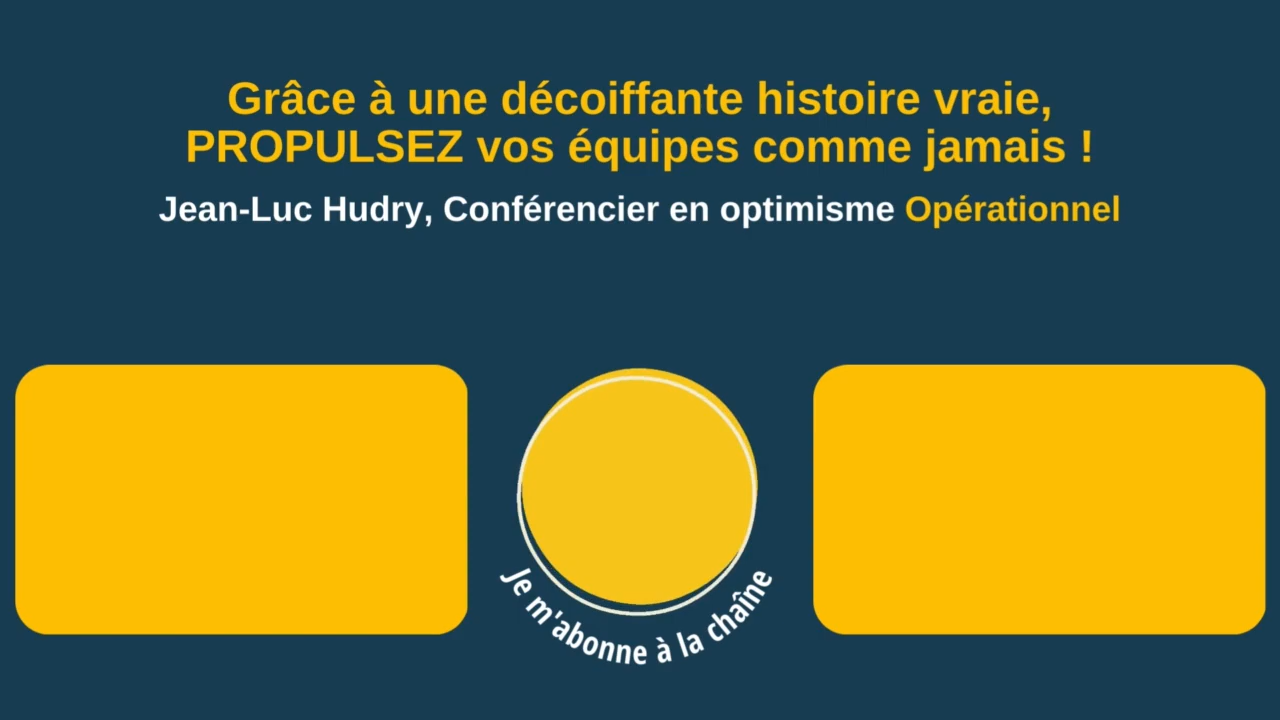 Grâce à une décoiffante histoire vraie,
PROPULSEZ vos équipes comme jamais !
Jean-Luc Hudry, Conférencier en optimisme Opérationnel
Je m'abonne à la chaîne